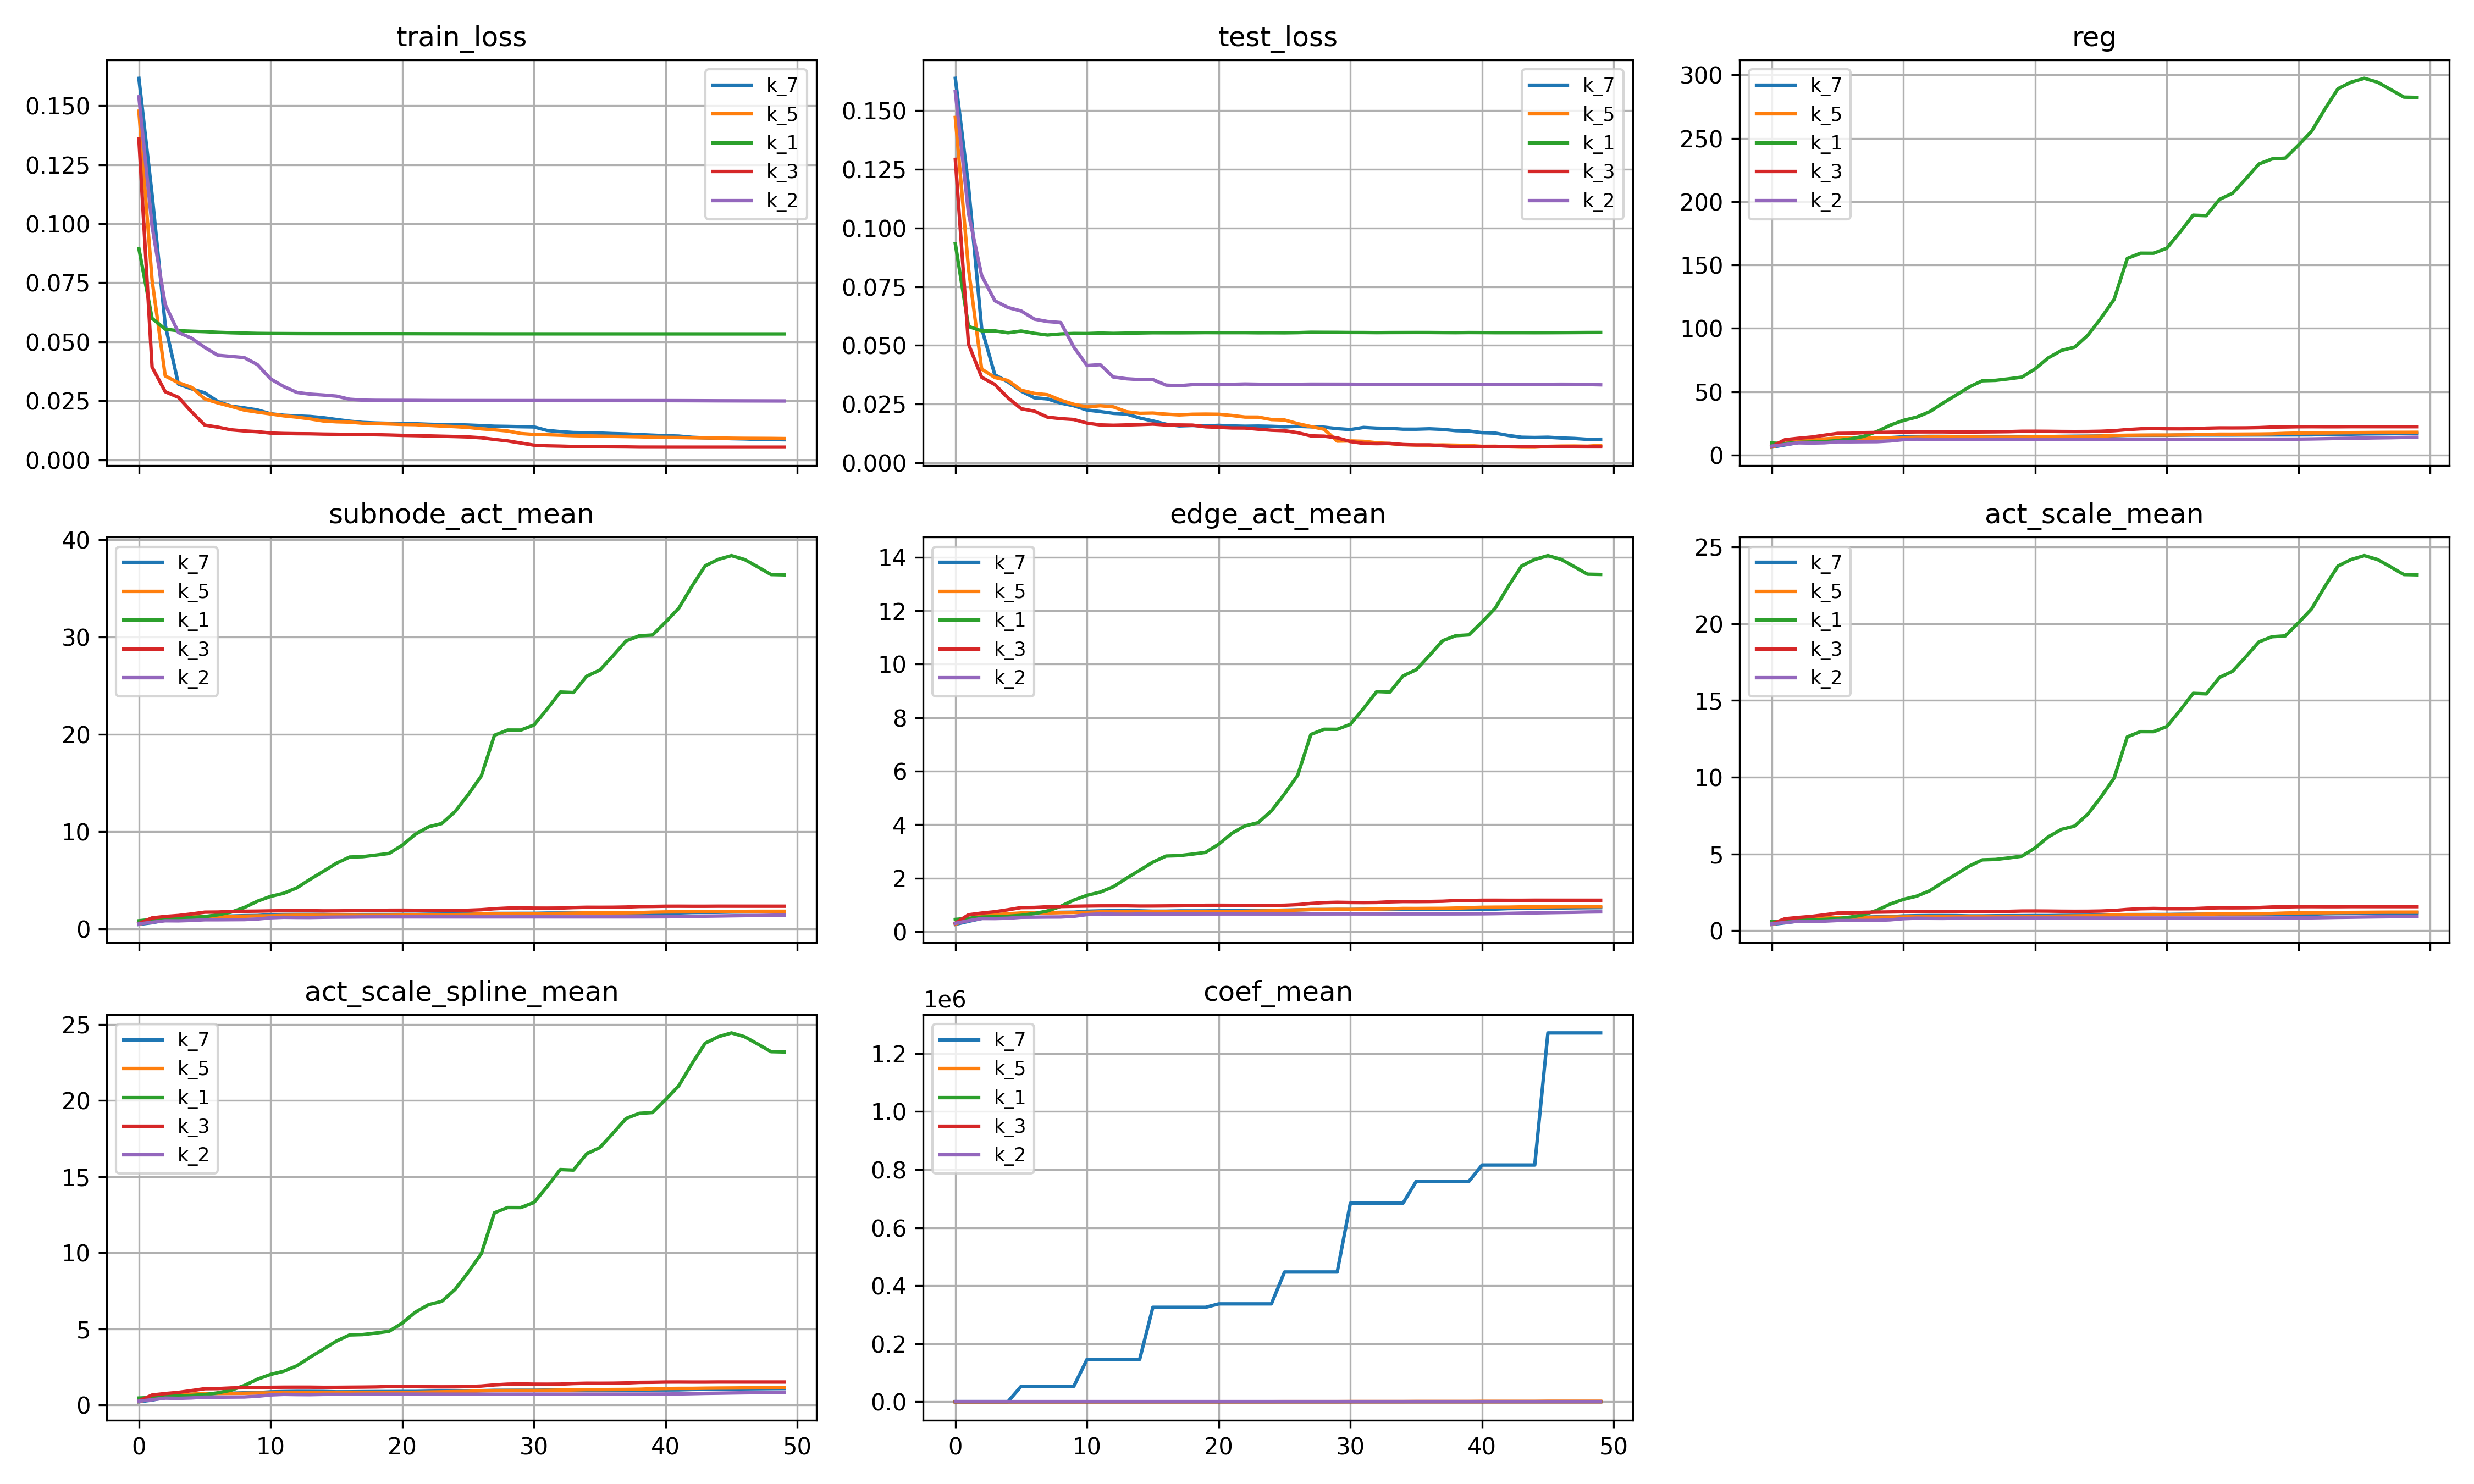 train_loss
0.150
0.125
0.100
0.075
0.050
0.025
0.000
k_7
k_5
k_1
k_3
k_2
test_loss
0.150
0.125
0.100
0.075
0.050
0.025
0.000
k_7
k_5
k_1
k_3
k_2
reg
300
250
200
150
100
50
0
k_7
k_5
k_1
k_3
k_2
subnode_act_mean
40
30
20
10
0
k_7
k_5
k_1
k_3
k_2
edge_act_mean
14
12
10
8
6
4
2
0
k_7
k_5
k_1
k_3
k_2
act_scale_mean
25
20
15
10
5
0
k_7
k_5
k_1
k_3
k_2
act_scale_spline_mean
25
20
15
10
5
0
k_7
k_5
k_1
k_3
k_2
0 10 20 30 40 50
coef_mean
1e6
1.2
1.0
0.8
0.6
0.4
0.2
0.0
k_7
k_5
k_1
k_3
k_2
0 10 20 30 40 50